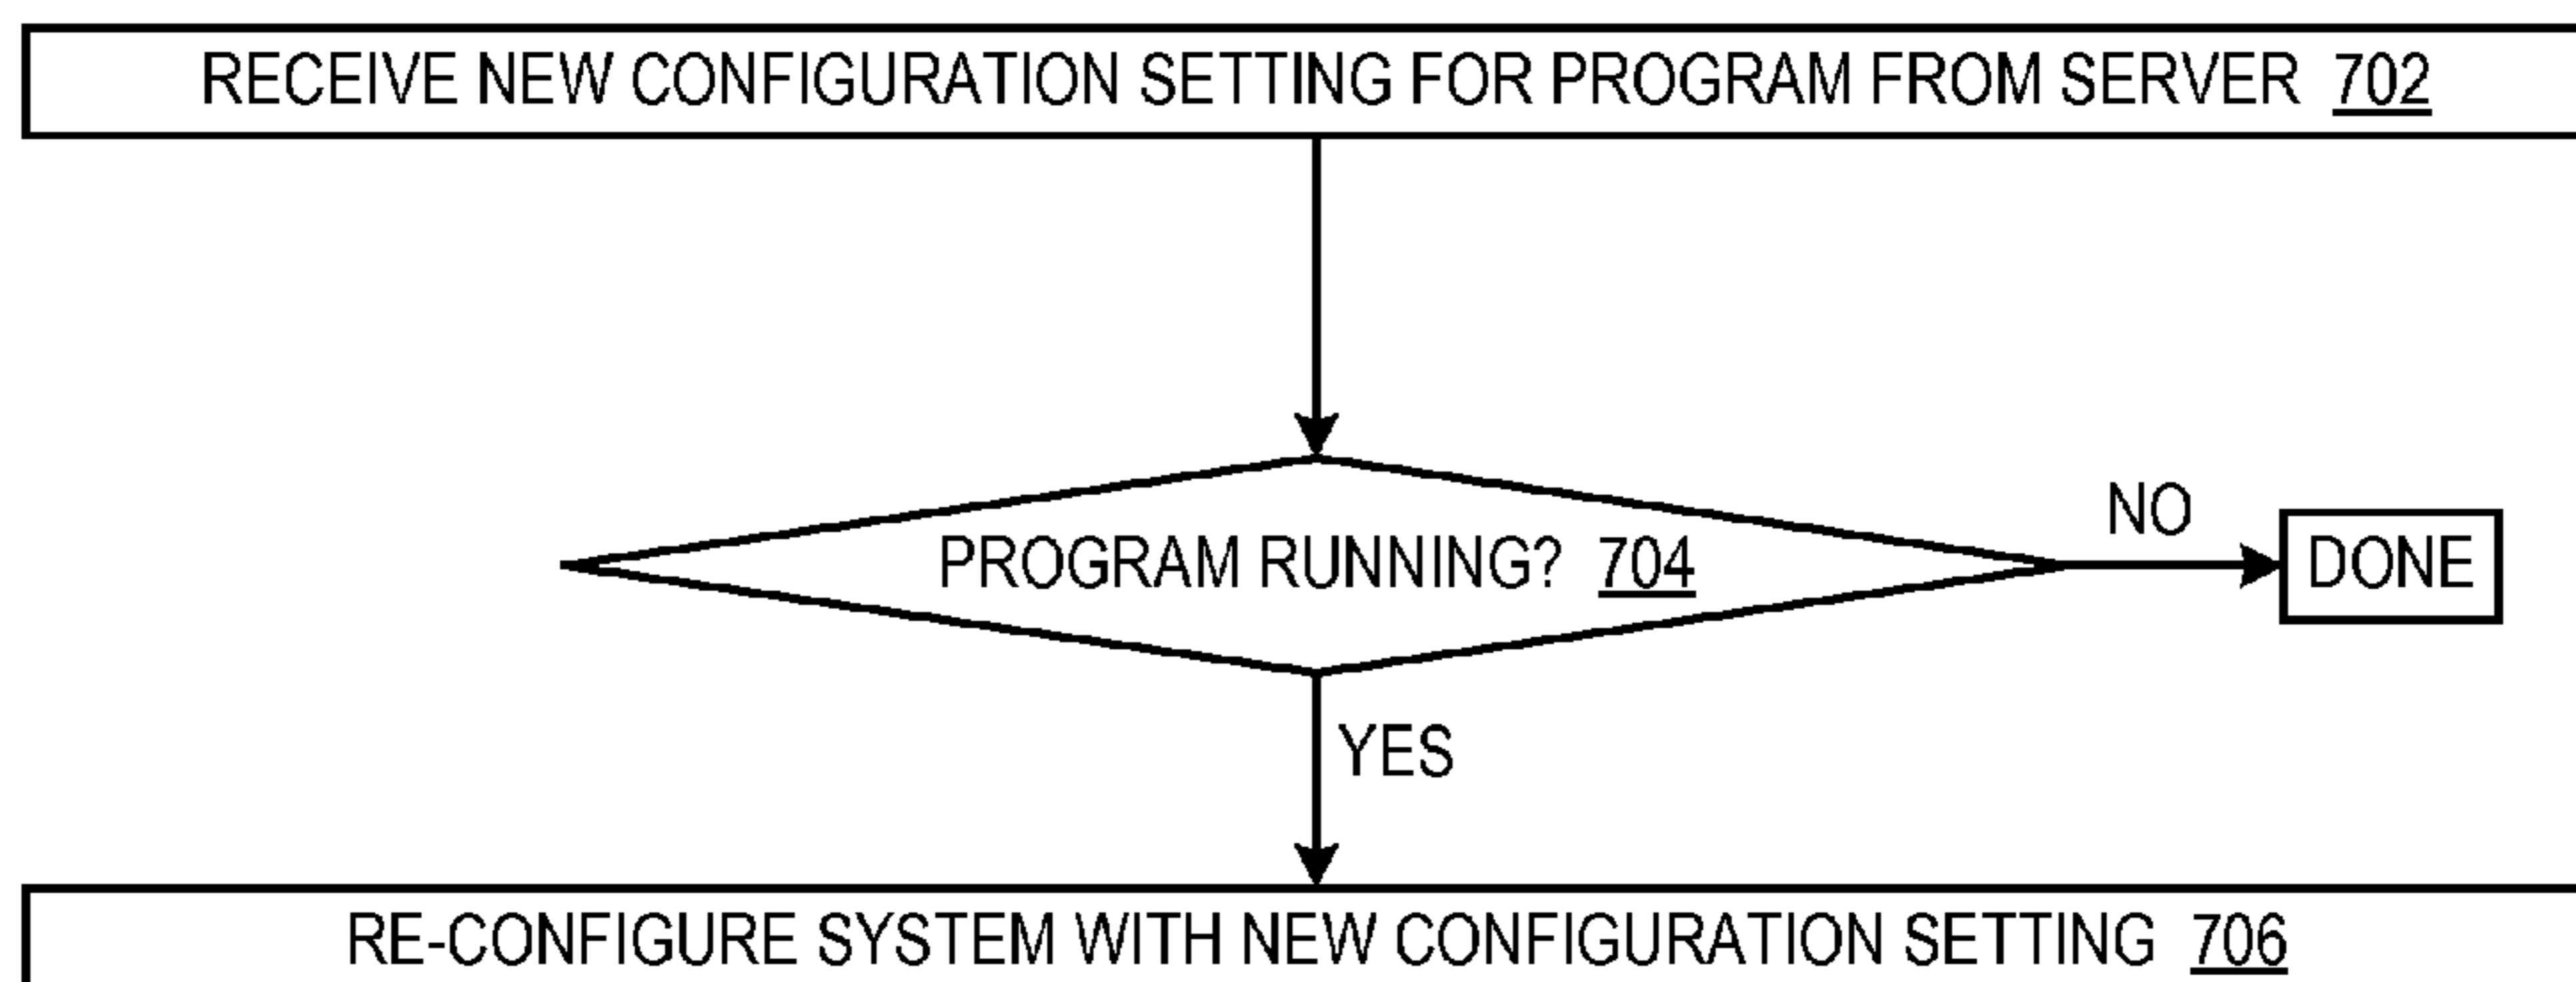 RECEIVE NEW CONFIGURATION SETTING FOR PROGRAM FROM SERVER 702
PROGRAM RUNNING? 704
NO
DONE
YES
RE-CONFIGURE SYSTEM WITH NEW CONFIGURATION SETTING 706